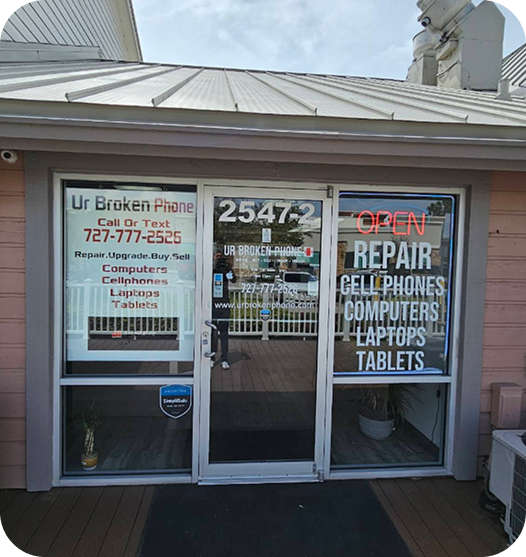 Ur Broken Phone
Call Or Text
727-777-2526
Repair.Upgrade.Buy.Sell
Computers
Cellphones
Laptops
Tablets
SimpliSafe
2547-2
UR BROKEN PHONE
727-777-2526
www.urbrokenphone.com
OPEN
REPAIR
CELL PHONES
COMPUTERS
LAPTOPS
TABLETS